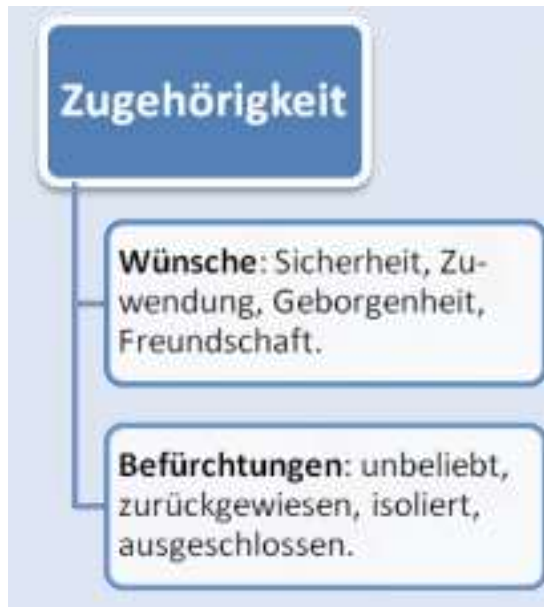 Zugehörigkeit
Wünsche: Sicherheit, Zu-
wendung, Geborgenheit,
Freundschaft.
Befürchtungen: unbeliebt,
zurückgewiesen, isoliert,
ausgeschlossen.